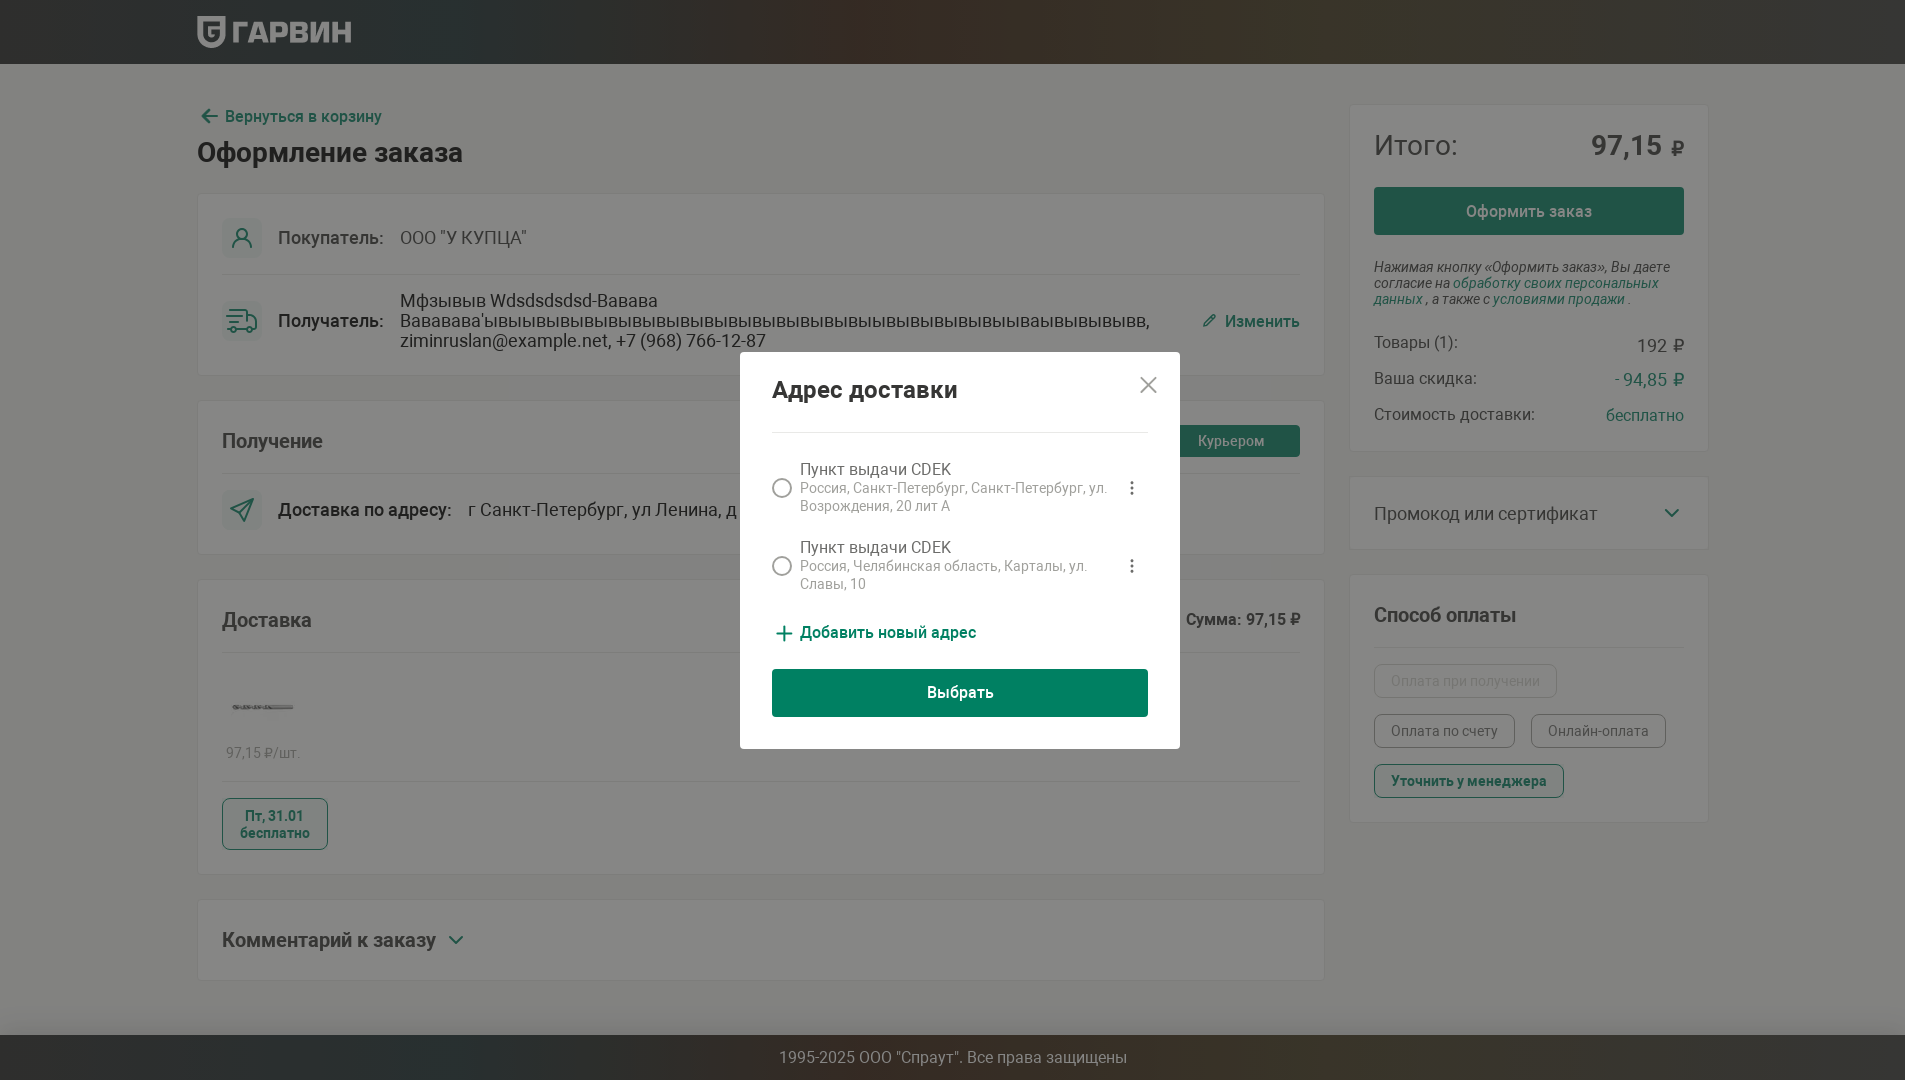 ГАРВИН
Вернуться в корзину
Оформление заказа
Покупатель: ООО "У КУПЦА"
Получатель:
Мфзывыв Wdsdsdsdsd-Вавава
Вавававa'ывыывывывывывывывывывывывывывывыывывывывывывыываывывывывв,
ziminruslan@example.net, +7 (968) 766-12-87
Изменить
Получение
Курьером
Доставка по адресу: г Санкт-Петербург, ул Ленина, д
Доставка
Сумма: 97,15 ₽
97,15 ₽/шт.
Пт, 31.01
бесплатно
Комментарий к заказу
Адрес доставки
Пункт выдачи CDEK
Россия, Санкт-Петербург, Санкт-Петербург, ул.
Возрождения, 20 лит А
Пункт выдачи CDEK
Россия, Челябинская область, Карталы, ул.
Славы, 10
Добавить новый адрес
Выбрать
Итого: 97,15 ₽
Оформить заказ
Нажимая кнопку «Оформить заказ», Вы даете
согласие на обработку своих персональных
данных , а также с условиями продажи .
Товары (1): 192 ₽
Ваша скидка: - 94,85 ₽
Стоимость доставки: бесплатно
Промокод или сертификат
Способ оплаты
Оплата при получении
Оплата по счету Онлайн-оплата
Уточнить у менеджера
1995-2025 ООО "Спраут". Все права защищены